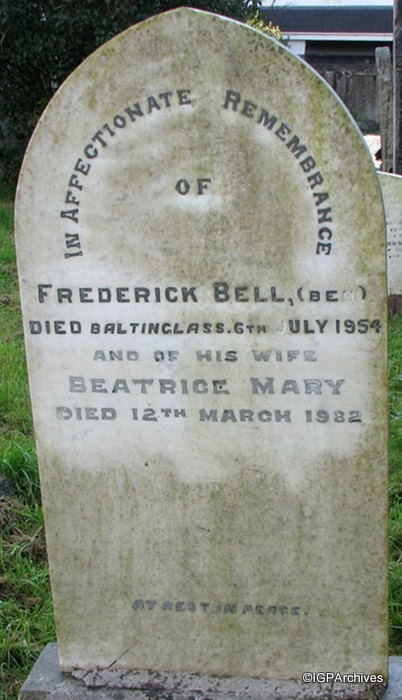 IN AFFECTIONATE REMEMBRANCE
OF
FREDERICK BELL,
DIED BALTINGLASS. 6TH JULY 1954
AND OF HIS WIFE
BEATRICE MARY
DIED 12TH MARCH 1982
AT REST IN PEACE.
©IGPArchives